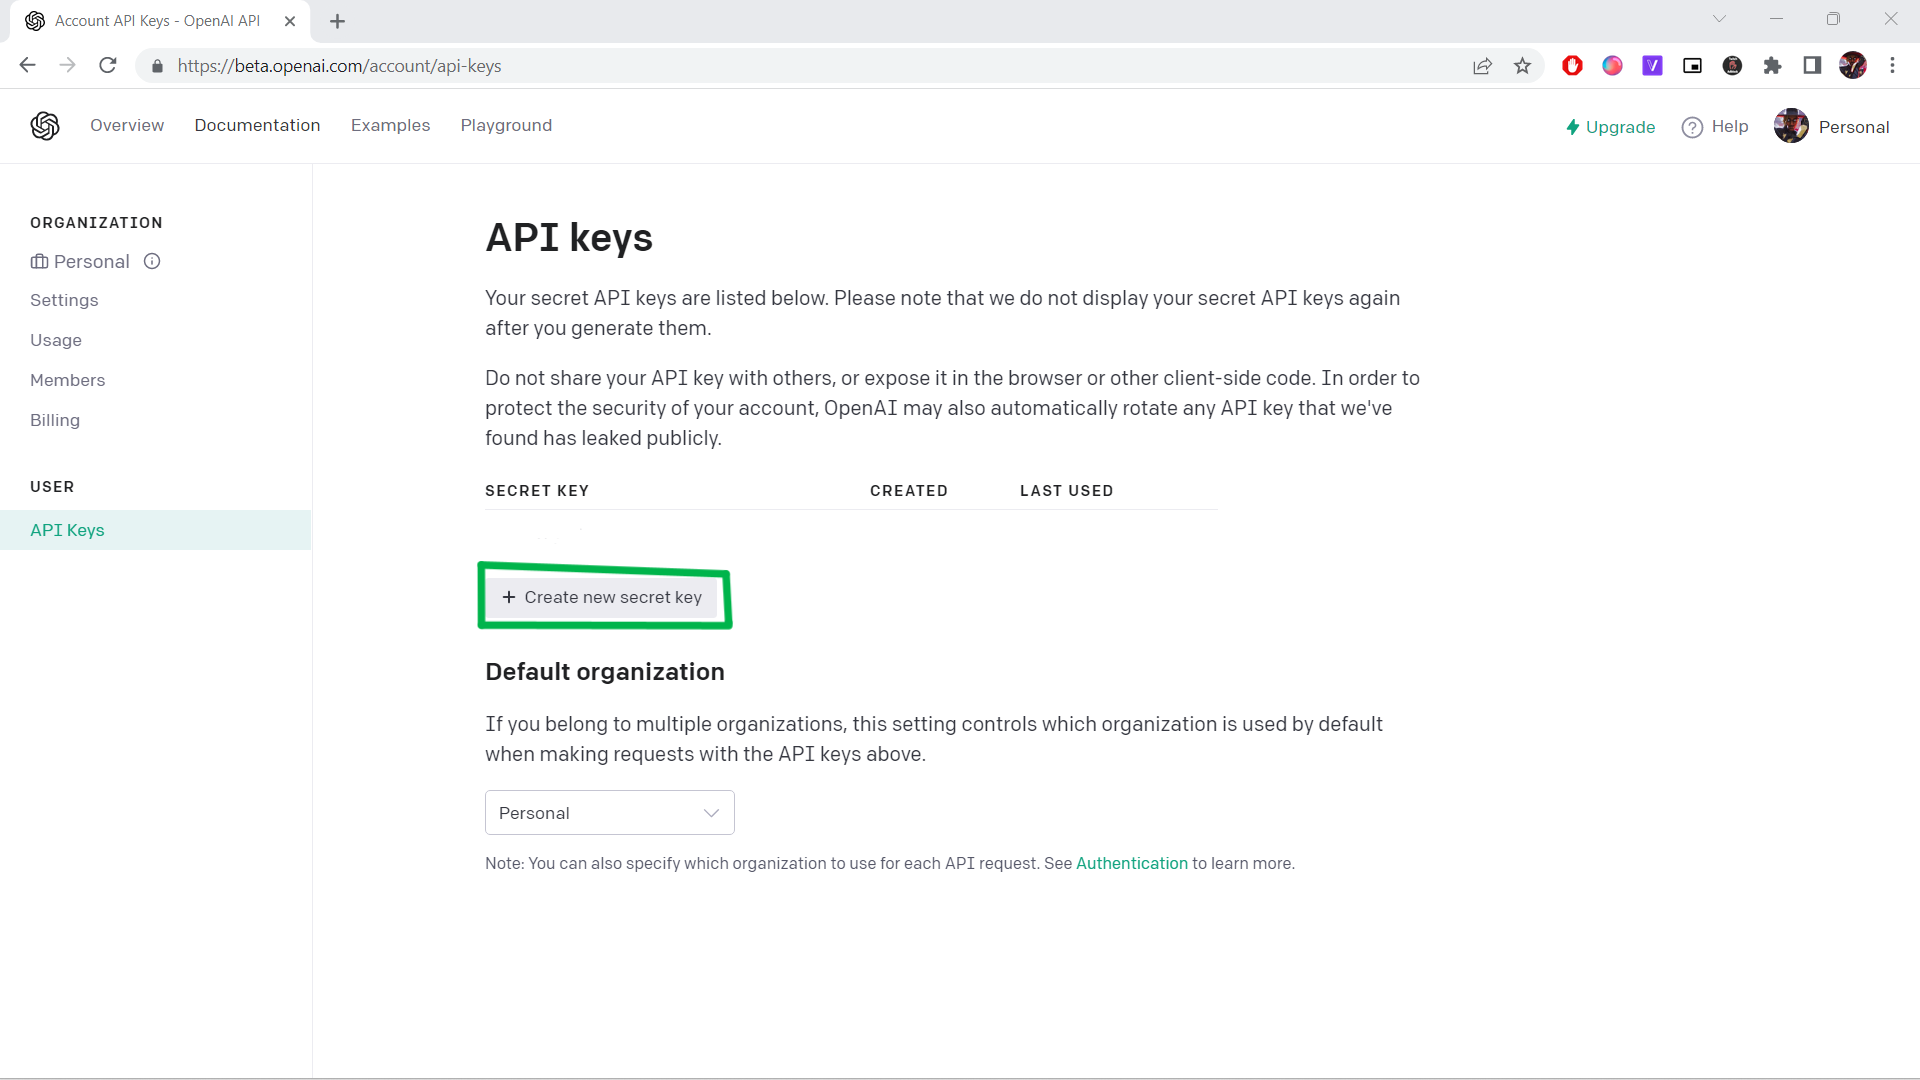 Account API Keys - OpenAI API
https://beta.openai.com/account/api-keys
V
Overview Documentation Examples Playground
Upgrade ? Help Personal
ORGANIZATION
Personal
Settings
Usage
Members
Billing
USER
API Keys
API keys
Your secret API keys are listed below. Please note that we do not display your secret API keys again
after you generate them.
Do not share your API key with others, or expose it in the browser or other client-side code. In order to
protect the security of your account, OpenAI may also automatically rotate any API key that we've
found has leaked publicly.
SECRET KEY CREATED LAST USED
+ Create new secret key
Default organization
If you belong to multiple organizations, this setting controls which organization is used by default
when making requests with the API keys above.
Personal
Note: You can also specify which organization to use for each API request. See Authentication to learn more.